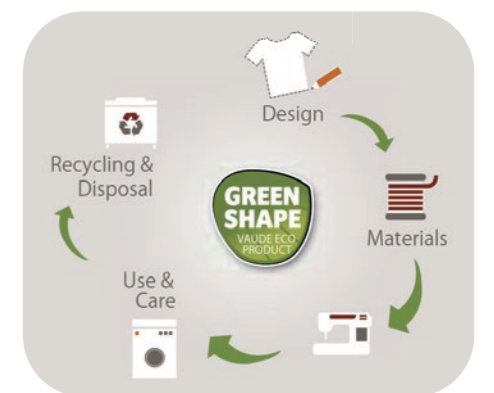 Design
Materials
Use &
Care
Recycling &
Disposal
GREEN
SHAPE
VAUDE ECO
PRODUCT